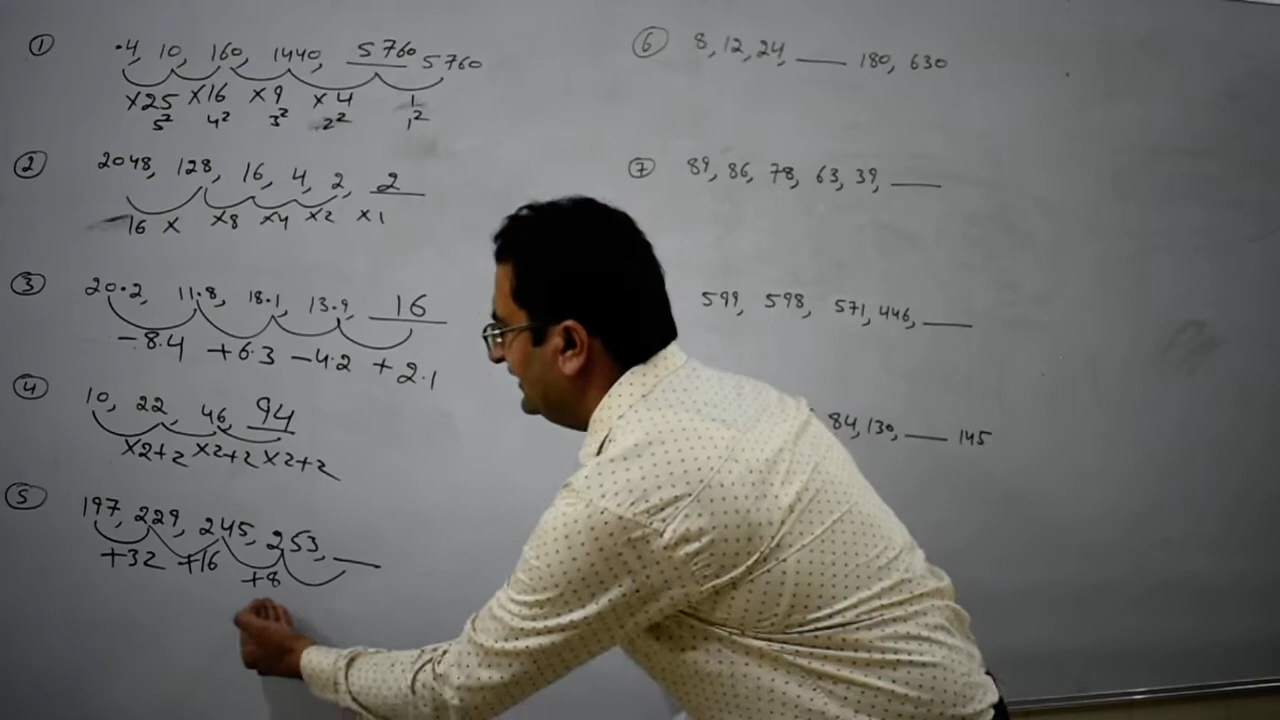 ① .4, 10, 160, 1440, 5760 5760
×25 ×16 ×9 ×4 1
5² 4² 3² 2² 1²
② 2048, 128, 16, 4, 2, 2
16 × ×8 ×4 ×2 ×1
③ 20.2, 11.8, 18.1, 13.9, 16
-8.4 +6.3 -4.2 +2.1
④ 10, 22, 46, 94
×2+2 ×2+2 ×2+2
⑤ 197, 229, 245, 253, ___
+32 +16 +8
⑥ 8, 12, 24, ___ 180, 630
⑦ 89, 86, 78, 63, 39, ___
599, 598, 571, 446, ___
84, 130, ___ 145